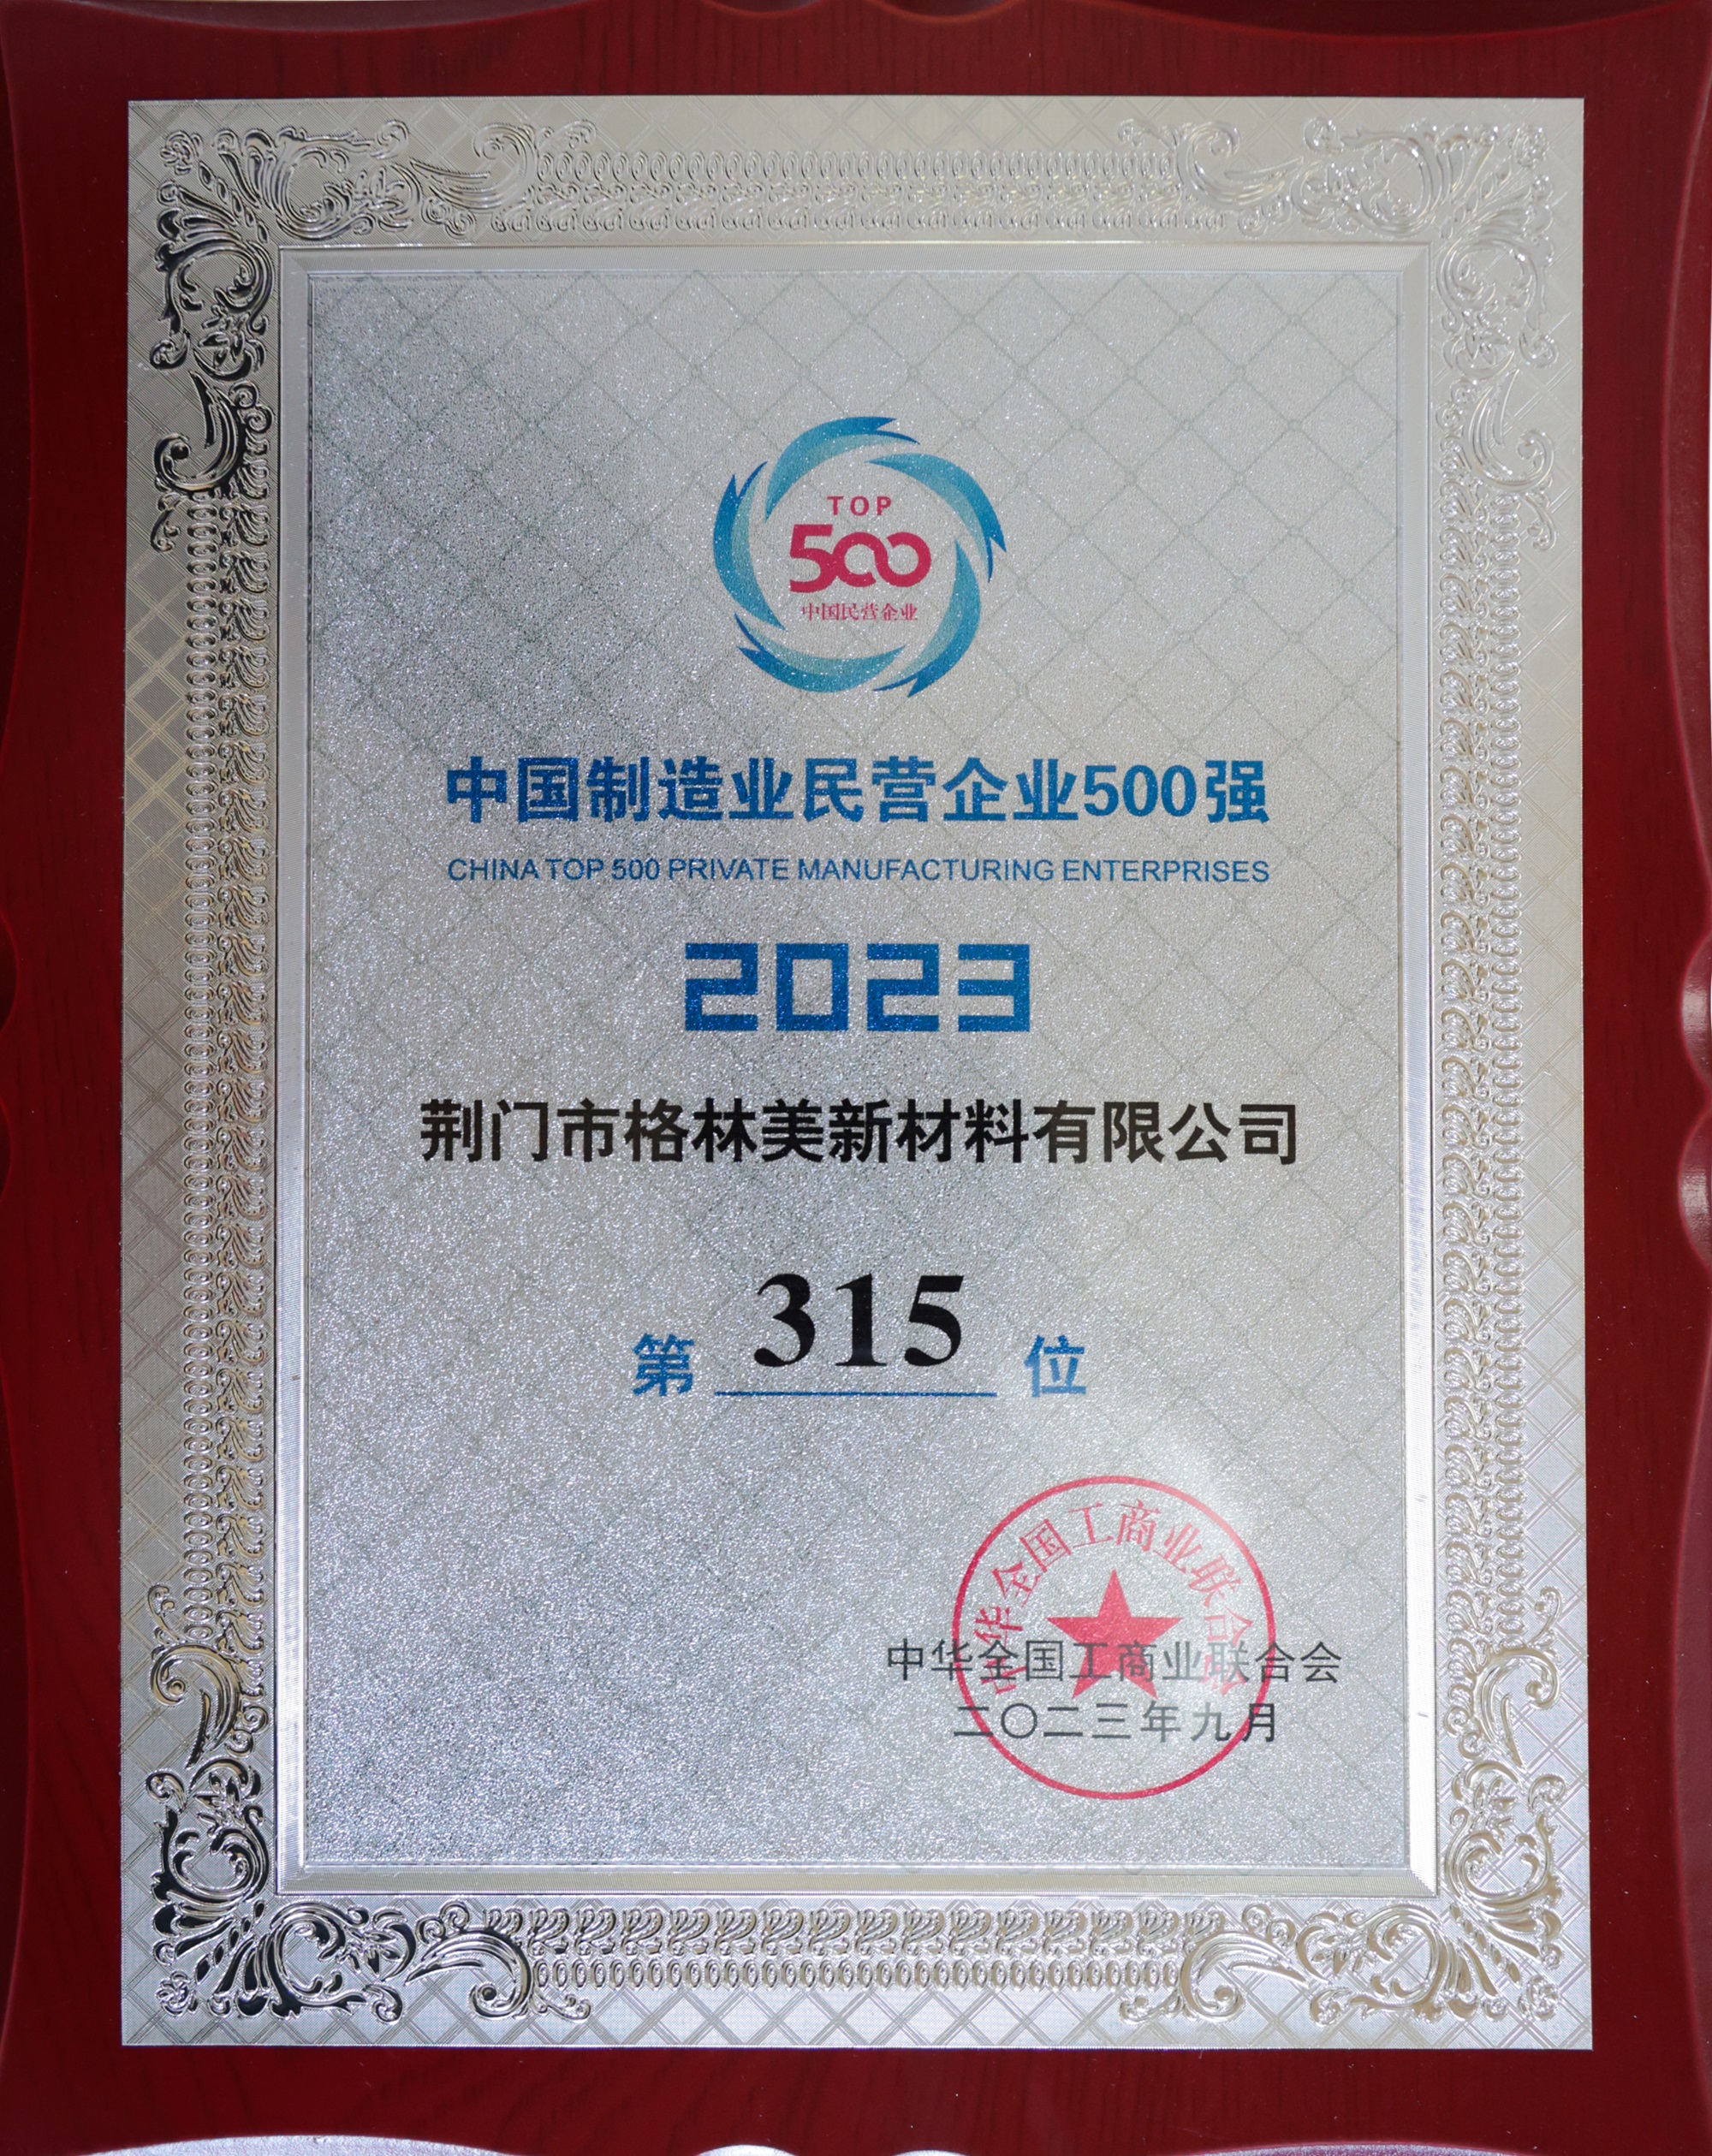 TOP
500
中国民营企业
中国制造业民营企业500强
CHINA TOP 500 PRIVATE MANUFACTURING ENTERPRISES
2023
荆门市格林美新材料有限公司
第 315 位
中华全国工商业联合会
中华全国工商业联合会
二〇二三年九月